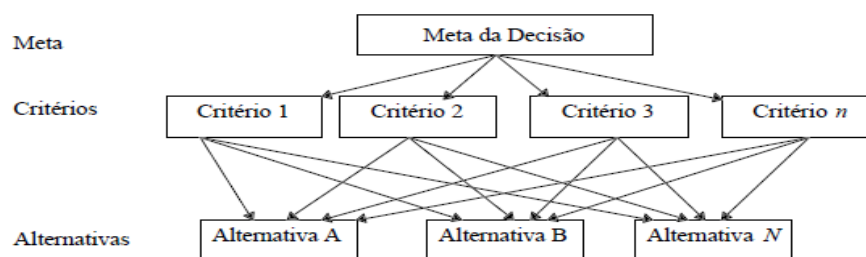 Meta
Meta da Decisão
Critérios
Critério 1
Critério 2
Critério 3
Critério n
Alternativas
Alternativa A
Alternativa B
Alternativa N